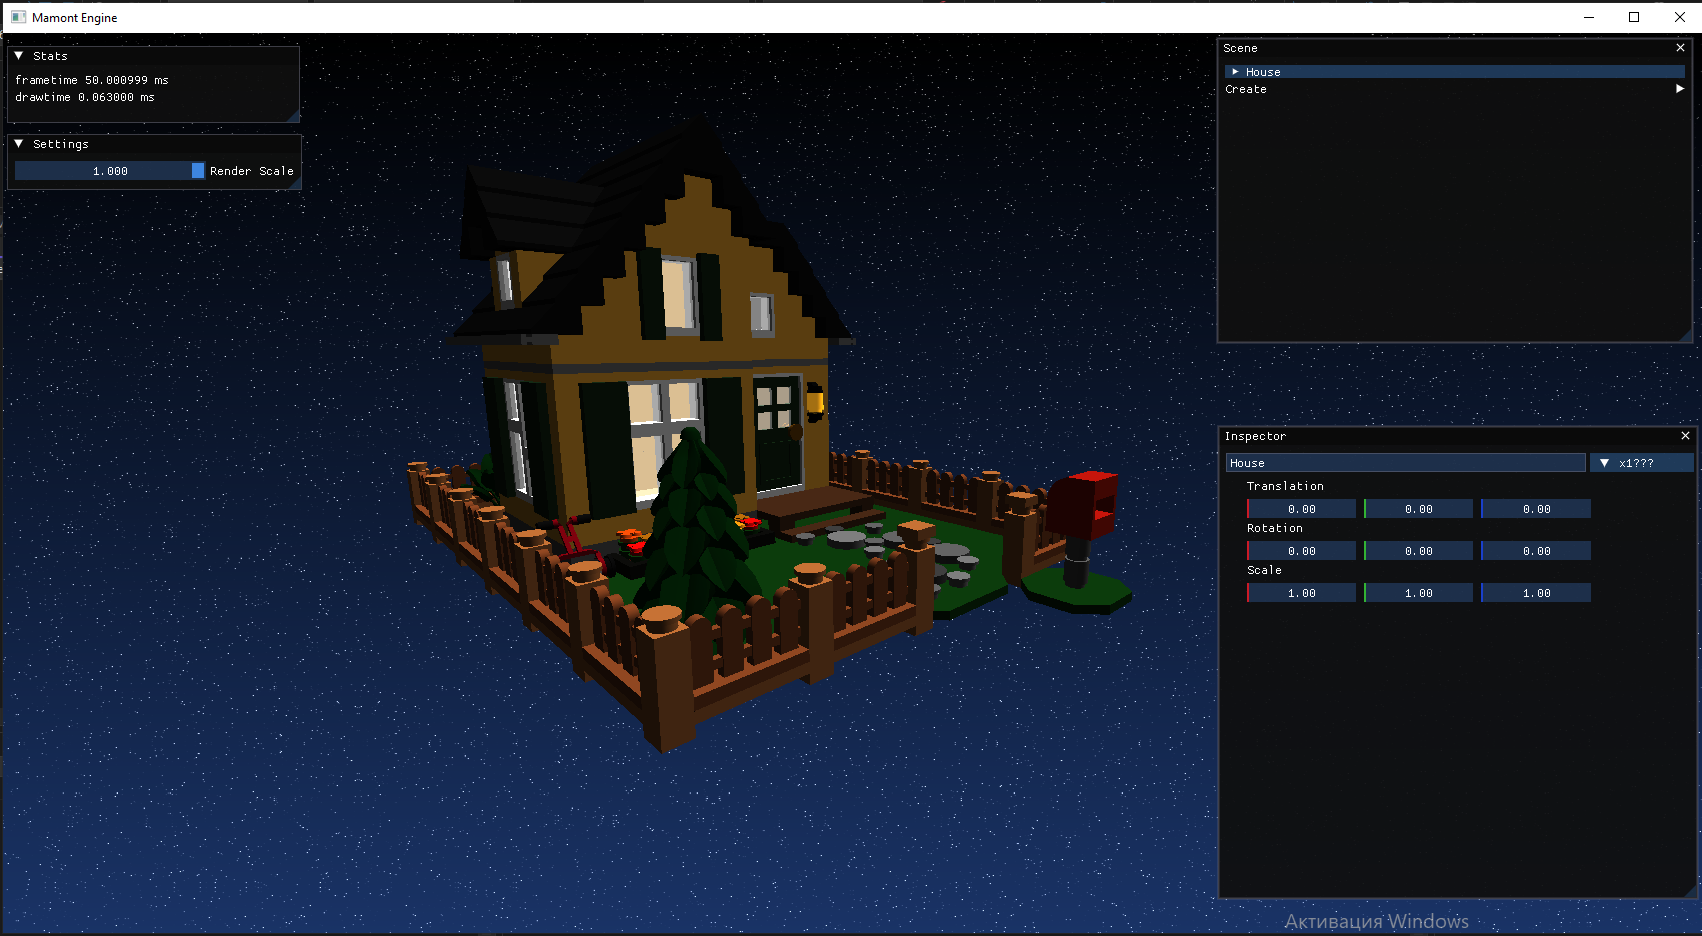 Mamont Engine
Stats
frametime 50.000999 ms
drawtime 0.063000 ms
Settings
1.000 Render Scale
Scene
House
Create
Inspector
House x1???
Translation
0.00 0.00 0.00
Rotation
0.00 0.00 0.00
Scale
1.00 1.00 1.00
Активация Windows